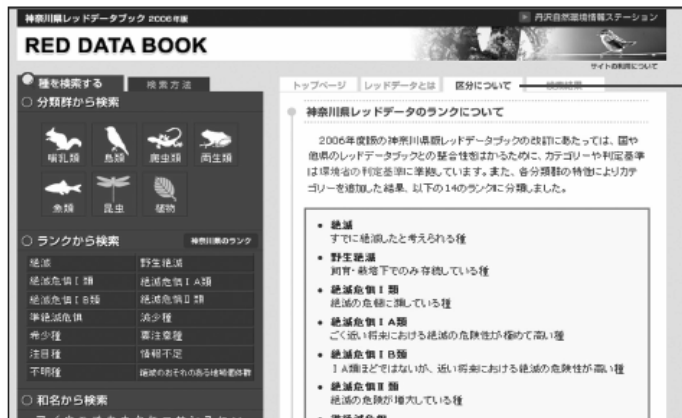 神奈川県レッドデータブック 2006年版
丹沢自然環境情報ステーション
RED DATA BOOK
サイトの利用について
種を検索する
検索方法
トップページ
レッドデータとは
区分について
検索結果
分類群から検索
哺乳類
鳥類
爬虫類
両生類
魚類
昆虫
植物
ランクから検索
神奈川県のランク
絶滅
野生絶滅
絶滅危惧Ⅰ類
絶滅危惧ⅠA類
絶滅危惧ⅠB類
絶滅危惧Ⅱ類
準絶滅危惧
減少種
希少種
要注意種
注目種
情報不足
不明種
絶滅のおそれのある地域個体群
和名から検索
神奈川県レッドデータのランクについて
2006年度版の神奈川県版レッドデータブックの改訂にあたっては、国や
他県のレッドデータブックとの整合性をはかるために、カテゴリーや判定基準
は環境省の判定基準に準拠しています。また、各分類群の特徴によりカテ
ゴリーを追加した結果、以下の14のランクに分類しました。
• 絶滅
すでに絶滅したと考えられる種
• 野生絶滅
飼育・栽培下でのみ存続している種
• 絶滅危惧Ⅰ類
絶滅の危機に瀕している種
• 絶滅危惧ⅠA類
ごく近い将来における絶滅の危険性が極めて高い種
• 絶滅危惧ⅠB類
ⅠA類ほどではないが、近い将来における絶滅の危険性が高い種
• 絶滅危惧Ⅱ類
絶滅の危険が増大している種